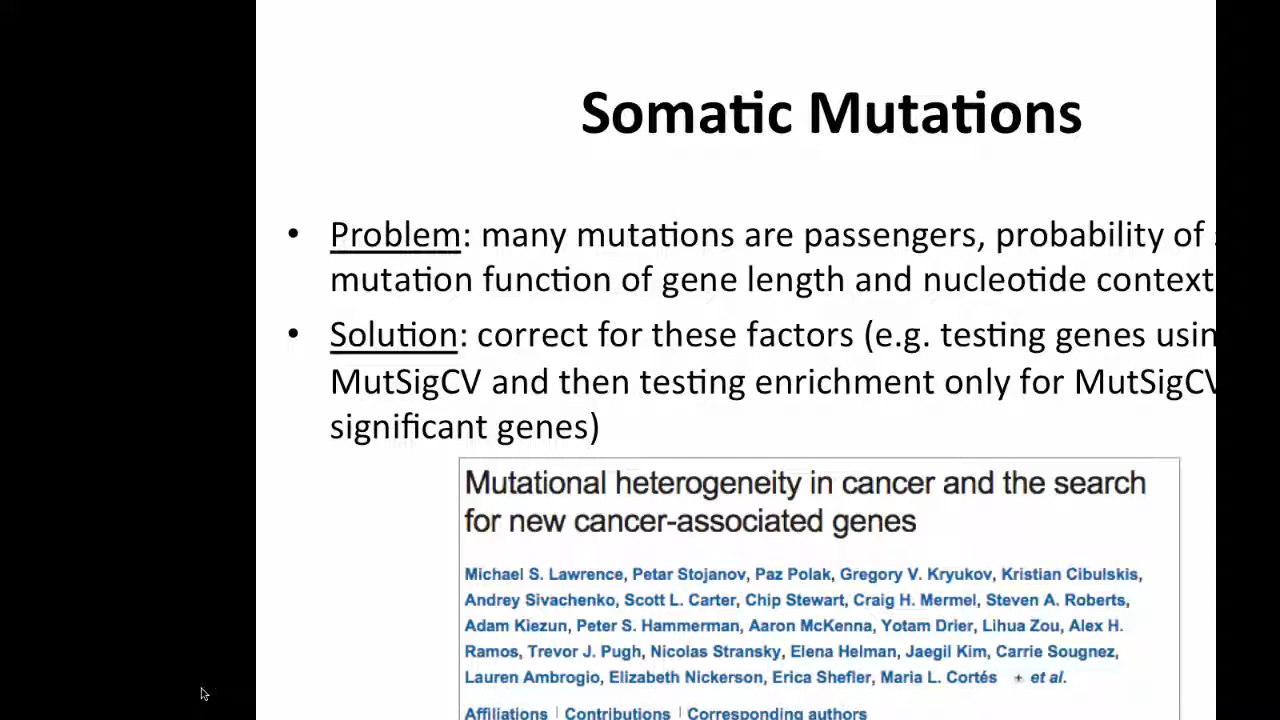 Somatic Mutations
• Problem: many mutations are passengers, probability of
mutation function of gene length and nucleotide context
• Solution: correct for these factors (e.g. testing genes usin
MutSigCV and then testing enrichment only for MutSigCV
significant genes)
Mutational heterogeneity in cancer and the search
for new cancer-associated genes
Michael S. Lawrence, Petar Stojanov, Paz Polak, Gregory V. Kryukov, Kristian Cibulskis,
Andrey Sivachenko, Scott L. Carter, Chip Stewart, Craig H. Mermel, Steven A. Roberts,
Adam Kiezun, Peter S. Hammerman, Aaron McKenna, Yotam Drier, Lihua Zou, Alex H.
Ramos, Trevor J. Pugh, Nicolas Stransky, Elena Helman, Jaegil Kim, Carrie Sougnez,
Lauren Ambrogio, Elizabeth Nickerson, Erica Shefler, Maria L. Cortés + et al.
Affiliations | Contributions | Corresponding authors